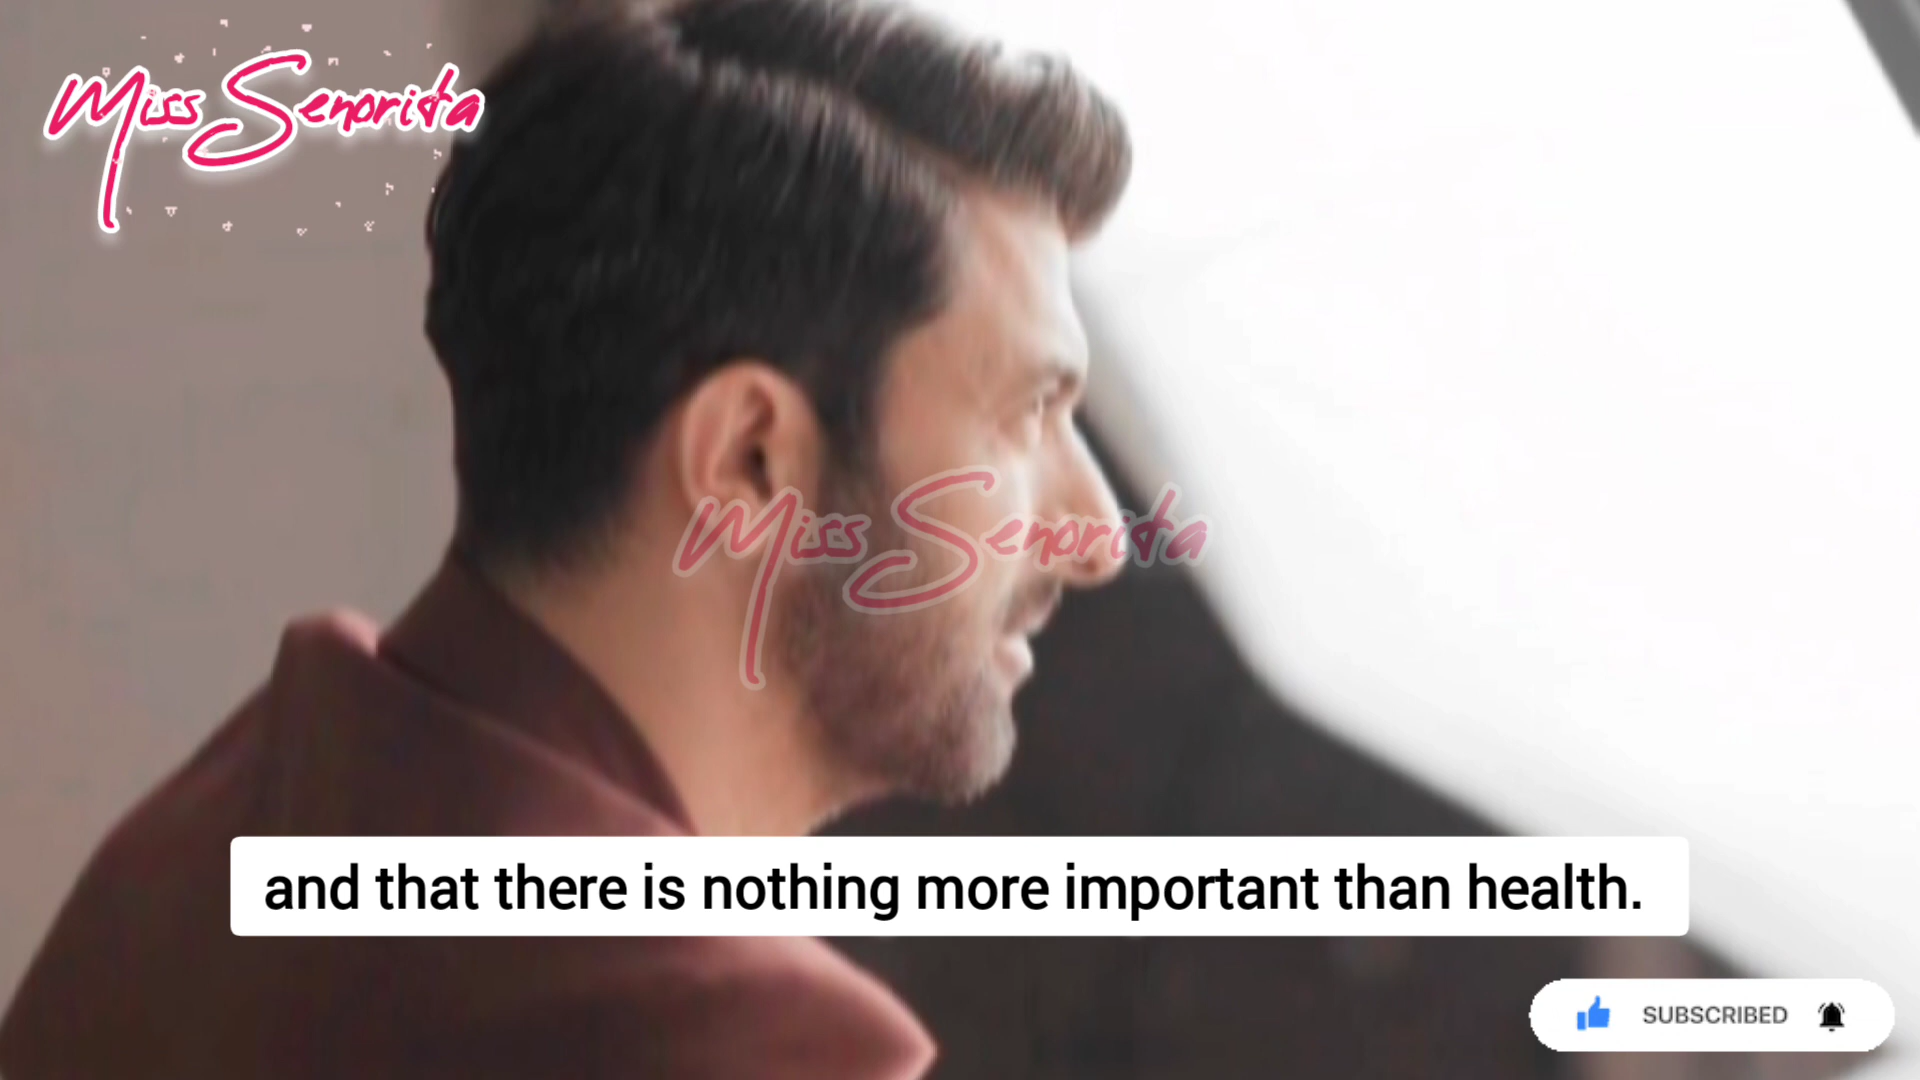 Miss Senorita
Miss Senorita
and that there is nothing more important than health.
SUBSCRIBED